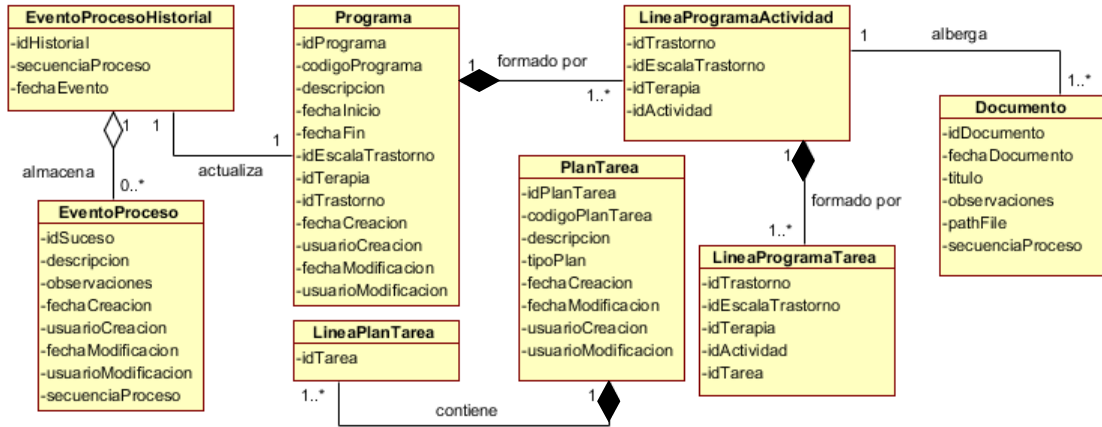 EventoProcesoHistorial
-idHistorial
-secuenciaProceso
-fechaEvento
1
1
almacena
0..*
EventoProceso
-idSuceso
-descripcion
-observaciones
-fechaCreacion
-usuarioCreacion
-fechaModificacion
-usuarioModificacion
-secuenciaProceso
1
actualiza
Programa
-idPrograma
-codigoPrograma
-descripcion
-fechaInicio
-fechaFin
-idEscalaTrastorno
-idTerapia
-idTrastorno
-fechaCreacion
-usuarioCreacion
-fechaModificacion
-usuarioModificacion
1
formado por
1..*
LineaProgramaActividad
-idTrastorno
-idEscalaTrastorno
-idTerapia
-idActividad
1
alberga
1..*
Documento
-idDocumento
-fechaDocumento
-titulo
-observaciones
-pathFile
-secuenciaProceso
1
formado por
1..*
LineaProgramaTarea
-idTrastorno
-idEscalaTrastorno
-idTerapia
-idActividad
-idTarea
PlanTarea
-idPlanTarea
-codigoPlanTarea
-descripcion
-tipoPlan
-fechaCreacion
-fechaModificacion
-usuarioCreacion
-usuarioModificacion
1
contiene
1..*
LineaPlanTarea
-idTarea